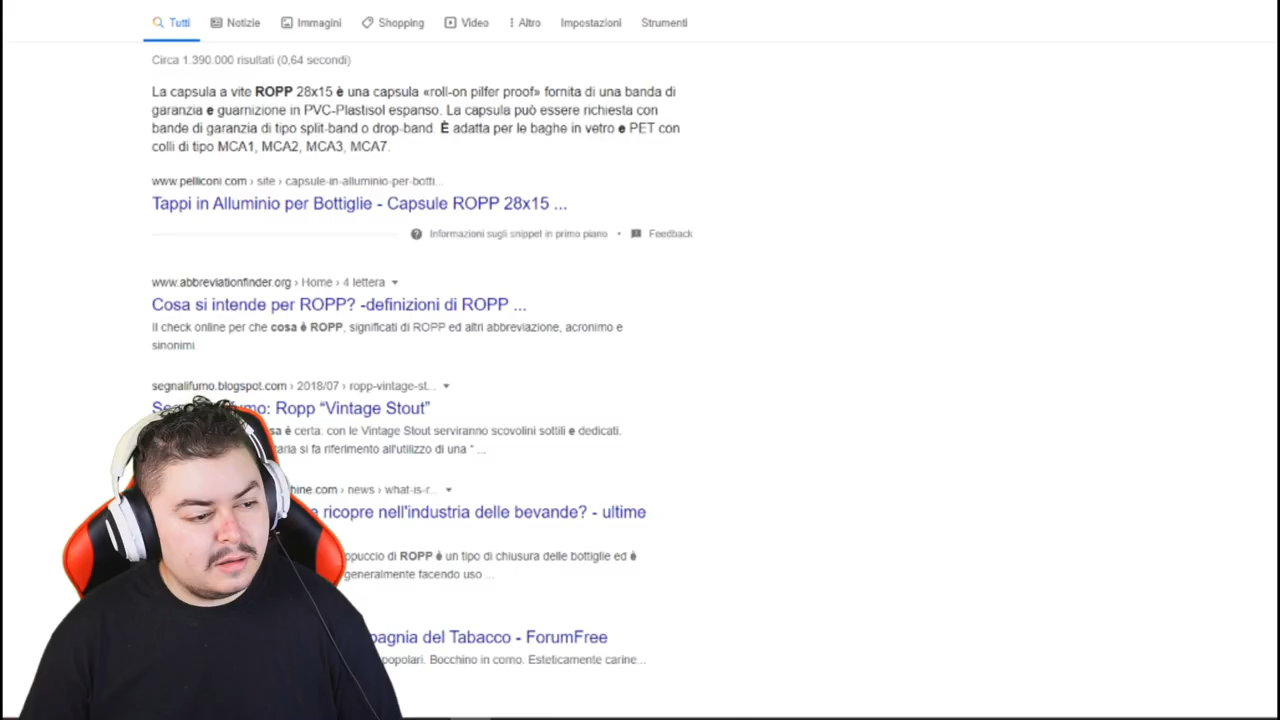 Tutti Notizie Immagini Shopping Video Altro Impostazioni Strumenti
Circa 1.390.000 risultati (0,64 secondi)
La capsula a vite ROPP 28x15 è una capsula «roll-on pilfer proof» fornita di una banda di
garanzia e guarnizione in PVC-Plastisol espanso. La capsula può essere richiesta con
bande di garanzia di tipo split-band o drop-band. È adatta per le baghe in vetro e PET con
colli di tipo MCA1, MCA2, MCA3, MCA7.
www.pelliconi.com › site › capsule-in-alluminio-per-botti...
Tappi in Alluminio per Bottiglie - Capsule ROPP 28x15 ...
Informazioni sugli snippet in primo piano • Feedback
www.abbreviationfinder.org › Home › 4 lettera
Cosa si intende per ROPP? -definizioni di ROPP ...
Il check online per che cosa è ROPP, significati di ROPP ed altri abbreviazione, acronimo e
sinonimi.
segnalifumo.blogspot.com › 2018/07 › ropp-vintage-st...
Ropp “Vintage Stout”
è certa: con le Vintage Stout serviranno scovolini sottili e dedicati.
si fa riferimento all'utilizzo di una " ...
› news › what-is-r...
ricopre nell'industria delle bevande? - ultime
di ROPP è un tipo di chiusura delle bottiglie ed è
generalmente facendo uso ...
del Tabacco - ForumFree
popolari. Bocchino in corno. Esteticamente carine...